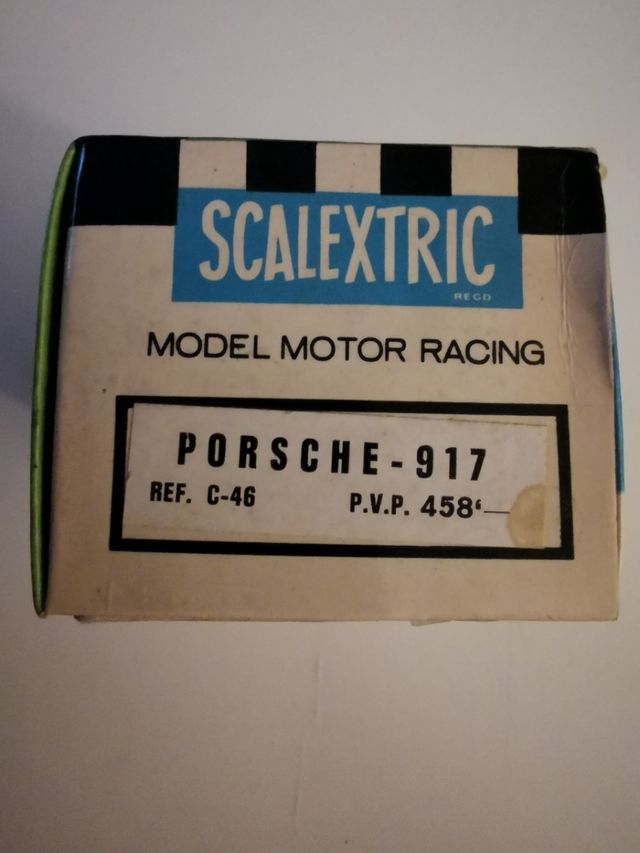 SCALEXTRIC
REGD
MODEL MOTOR RACING
PORSCHE-917
REF. C-46 P.V.P. 458‘—